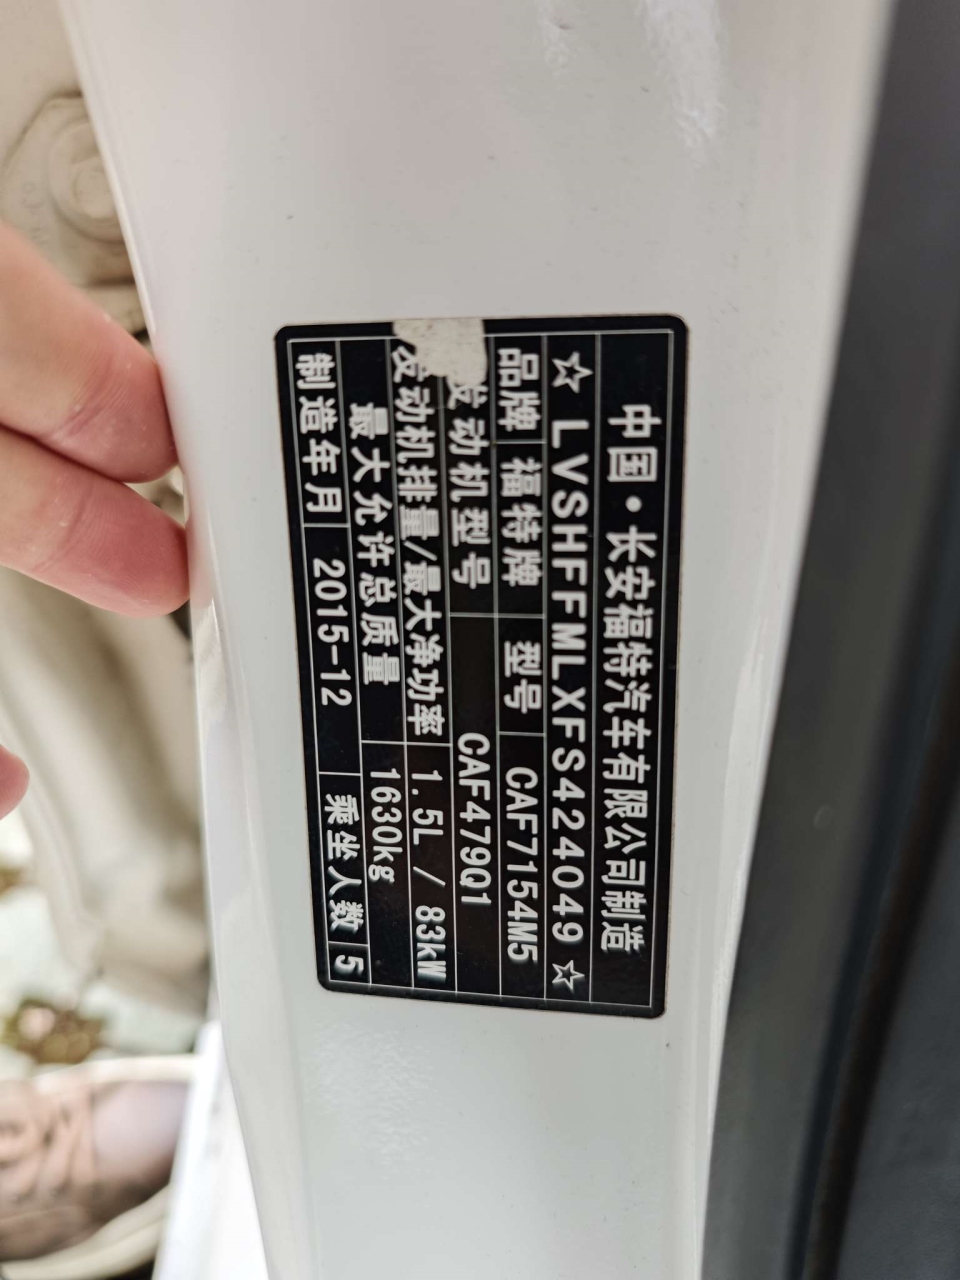 中国·长安福特汽车有限公司制造
☆ LVSHFFMLXFS424049 ☆
品牌 福特牌 型号 CAF7154M5
发动机型号 CAF479Q1
发动机排量/最大净功率 1.5L / 83kW
最大允许总质量 1630kg
制造年月 2015-12 乘坐人数 5